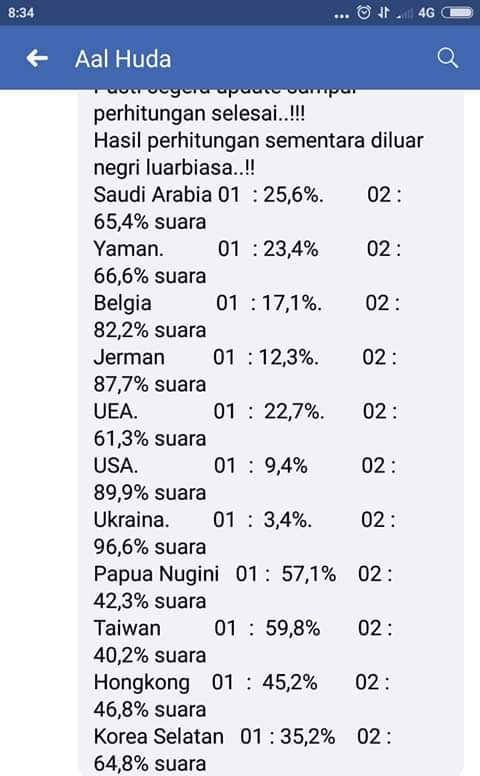 8:34
4G
Aal Huda
perhitungan selesai..!!!
Hasil perhitungan sementara diluar
negri luarbiasa..!!
Saudi Arabia 01 : 25,6%. 02 :
65,4% suara
Yaman. 01 : 23,4% 02 :
66,6% suara
Belgia 01 : 17,1%. 02 :
82,2% suara
Jerman 01 : 12,3%. 02 :
87,7% suara
UEA. 01 : 22,7%. 02 :
61,3% suara
USA. 01 : 9,4% 02 :
89,9% suara
Ukraina. 01 : 3,4%. 02 :
96,6% suara
Papua Nugini 01 : 57,1% 02 :
42,3% suara
Taiwan 01 : 59,8% 02 :
40,2% suara
Hongkong 01 : 45,2% 02 :
46,8% suara
Korea Selatan 01 : 35,2% 02 :
64,8% suara